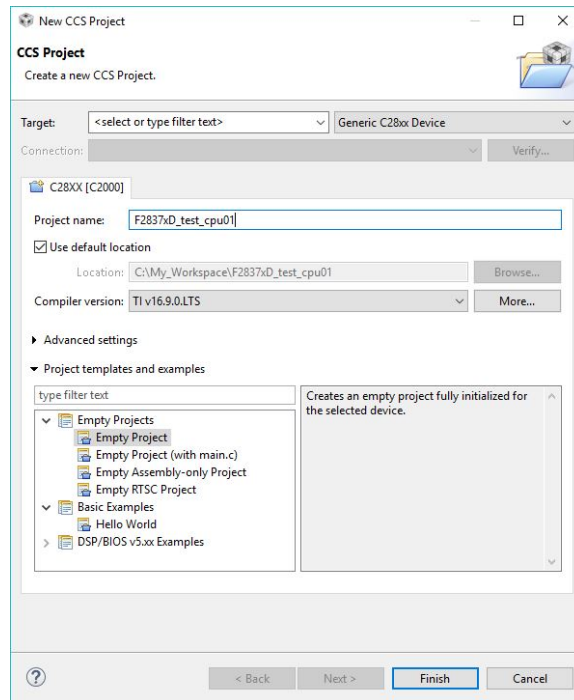 New CCS Project
CCS Project
Create a new CCS Project.
Target: <select or type filter text> Generic C28xx Device
Connection: Verify...
C28XX [C2000]
Project name: F2837xD_test_cpu01
Use default location
Location: C:\My_Workspace\F2837xD_test_cpu01 Browse...
Compiler version: TI v16.9.0.LTS More...
Advanced settings
Project templates and examples
type filter text
Empty Projects
Empty Project
Empty Project (with main.c)
Empty Assembly-only Project
Empty RTSC Project
Basic Examples
Hello World
DSP/BIOS v5.xx Examples
Creates an empty project fully initialized for
the selected device.
? < Back Next > Finish Cancel